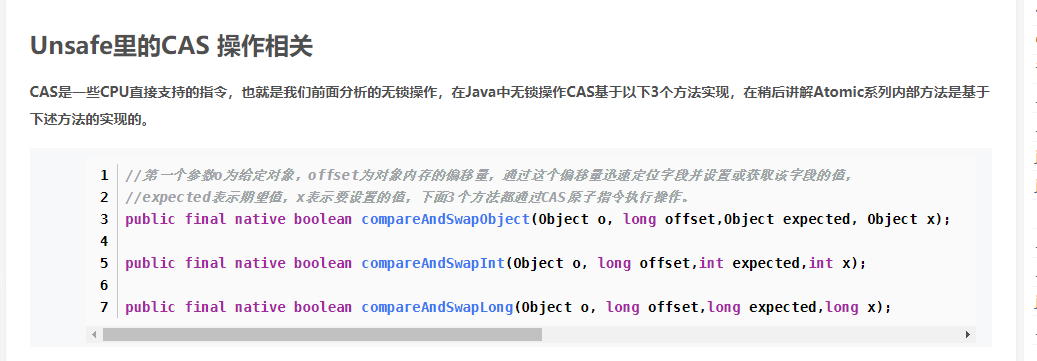 Unsafe里的CAS 操作相关
CAS是一些CPU直接支持的指令，也就是我们前面分析的无锁操作，在Java中无锁操作CAS基于以下3个方法实现，在稍后讲解Atomic系列内部方法是基于
下述方法的实现的。
1 //第一个参数o为给定对象，offset为对象内存的偏移量，通过这个偏移量迅速定位字段并设置或获取该字段的值，
2 //expected表示期望值，x表示要设置的值，下面3个方法都通过CAS原子指令执行操作。
3 public final native boolean compareAndSwapObject(Object o, long offset,Object expected, Object x);
4
5 public final native boolean compareAndSwapInt(Object o, long offset,int expected,int x);
6
7 public final native boolean compareAndSwapLong(Object o, long offset,long expected,long x);